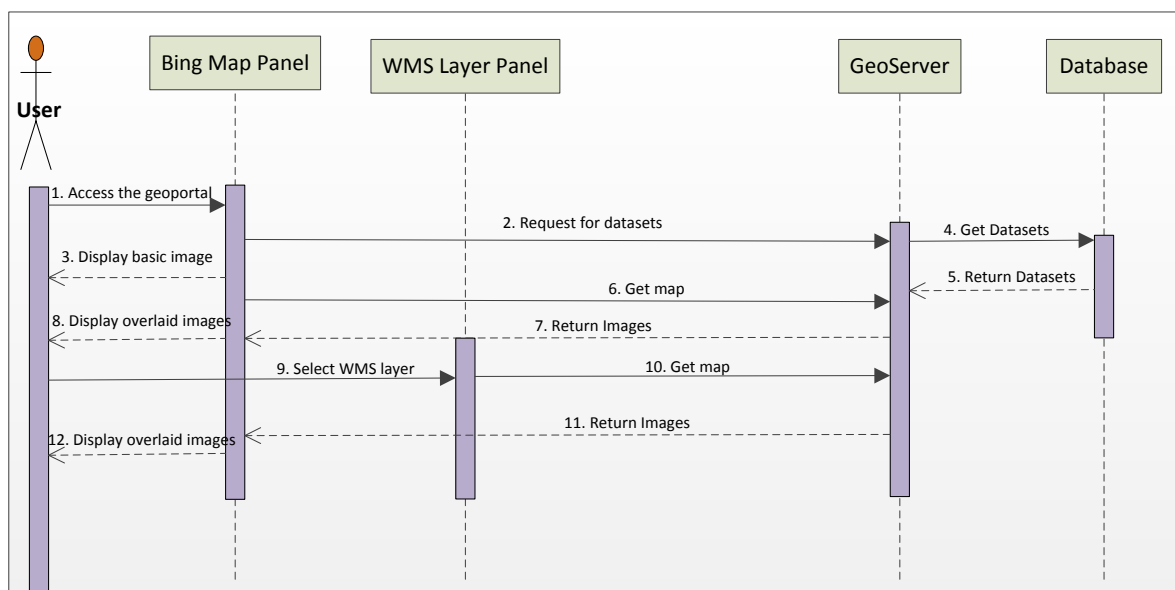 Bing Map Panel
WMS Layer Panel
GeoServer
Database
User
1. Access the geoportal
2. Request for datasets
4. Get Datasets
3. Display basic image
5. Return Datasets
6. Get map
8. Display overlaid images
7. Return Images
9. Select WMS layer
10. Get map
11. Return Images
12. Display overlaid images